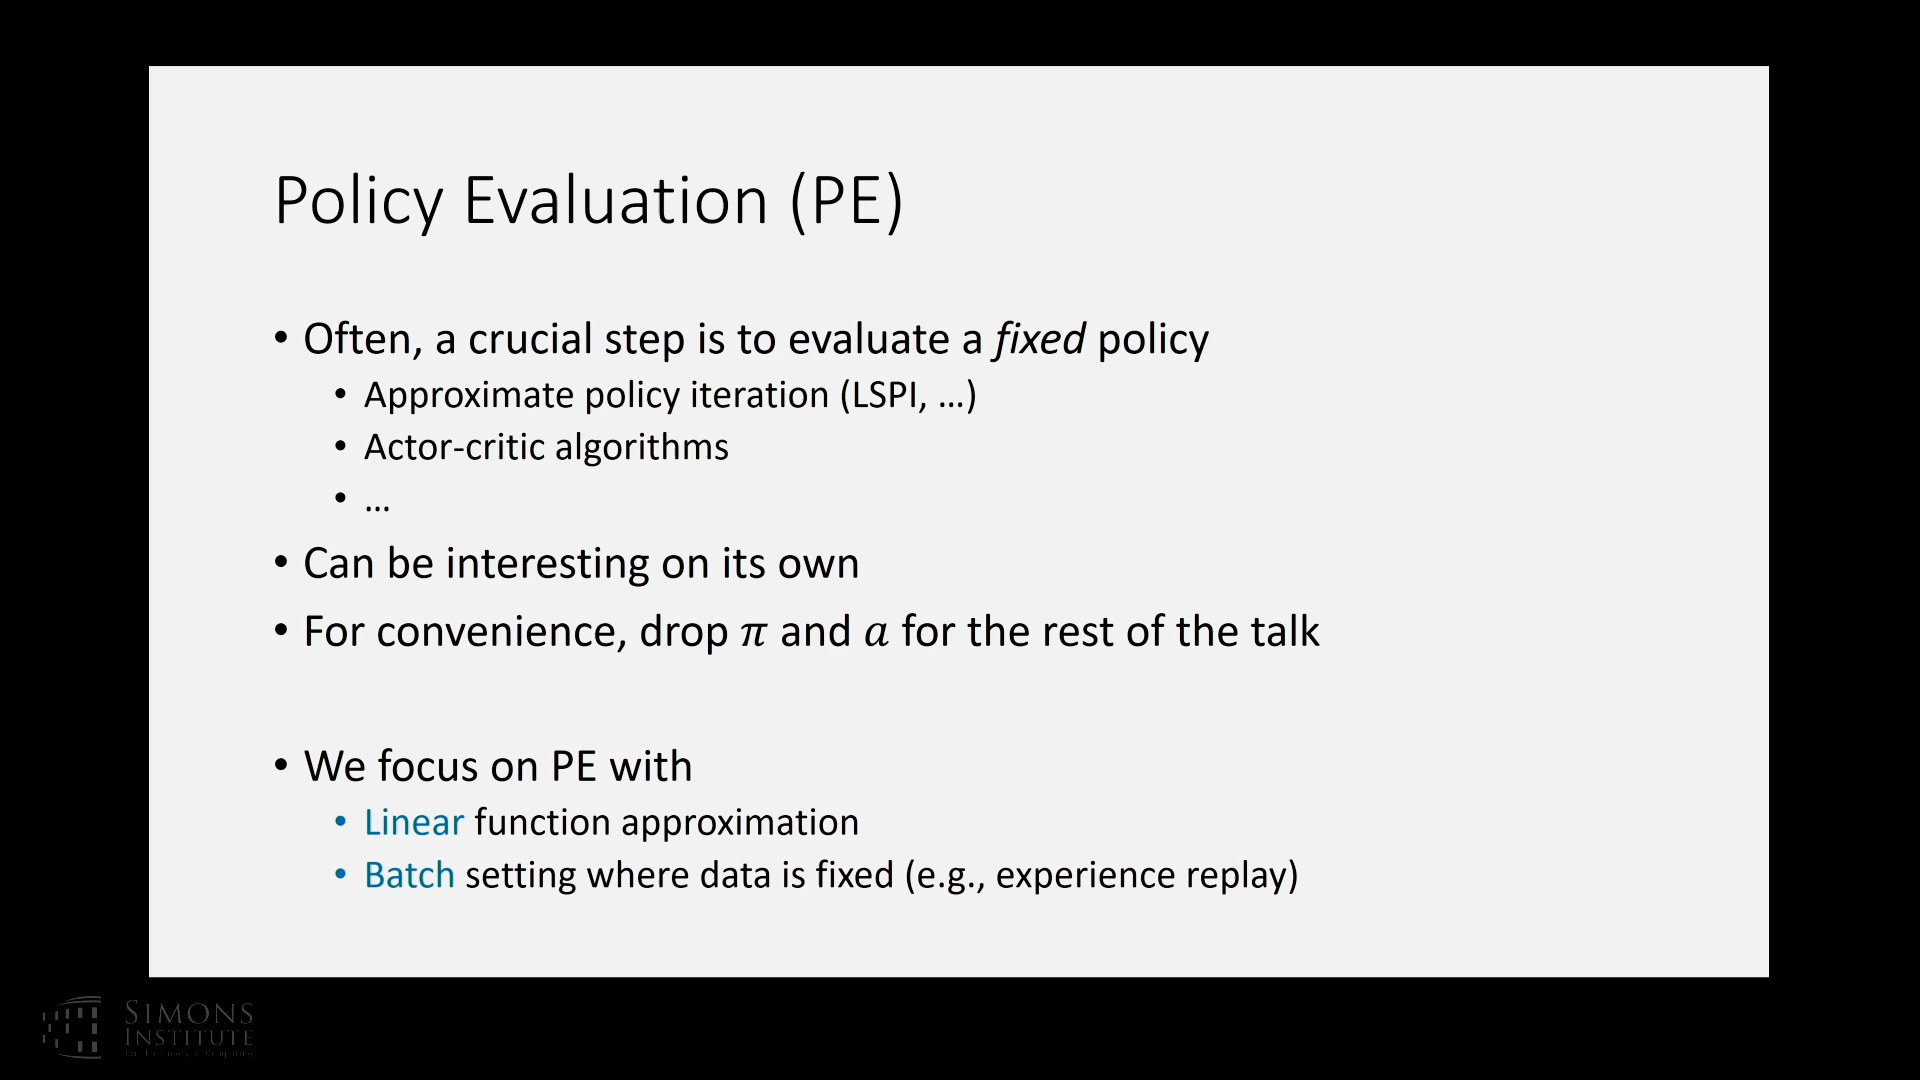 Policy Evaluation (PE)
• Often, a crucial step is to evaluate a fixed policy
• Approximate policy iteration (LSPI, …)
• Actor-critic algorithms
• …
• Can be interesting on its own
• For convenience, drop π and a for the rest of the talk
• We focus on PE with
• Linear function approximation
• Batch setting where data is fixed (e.g., experience replay)
SIMONS
INSTITUTE